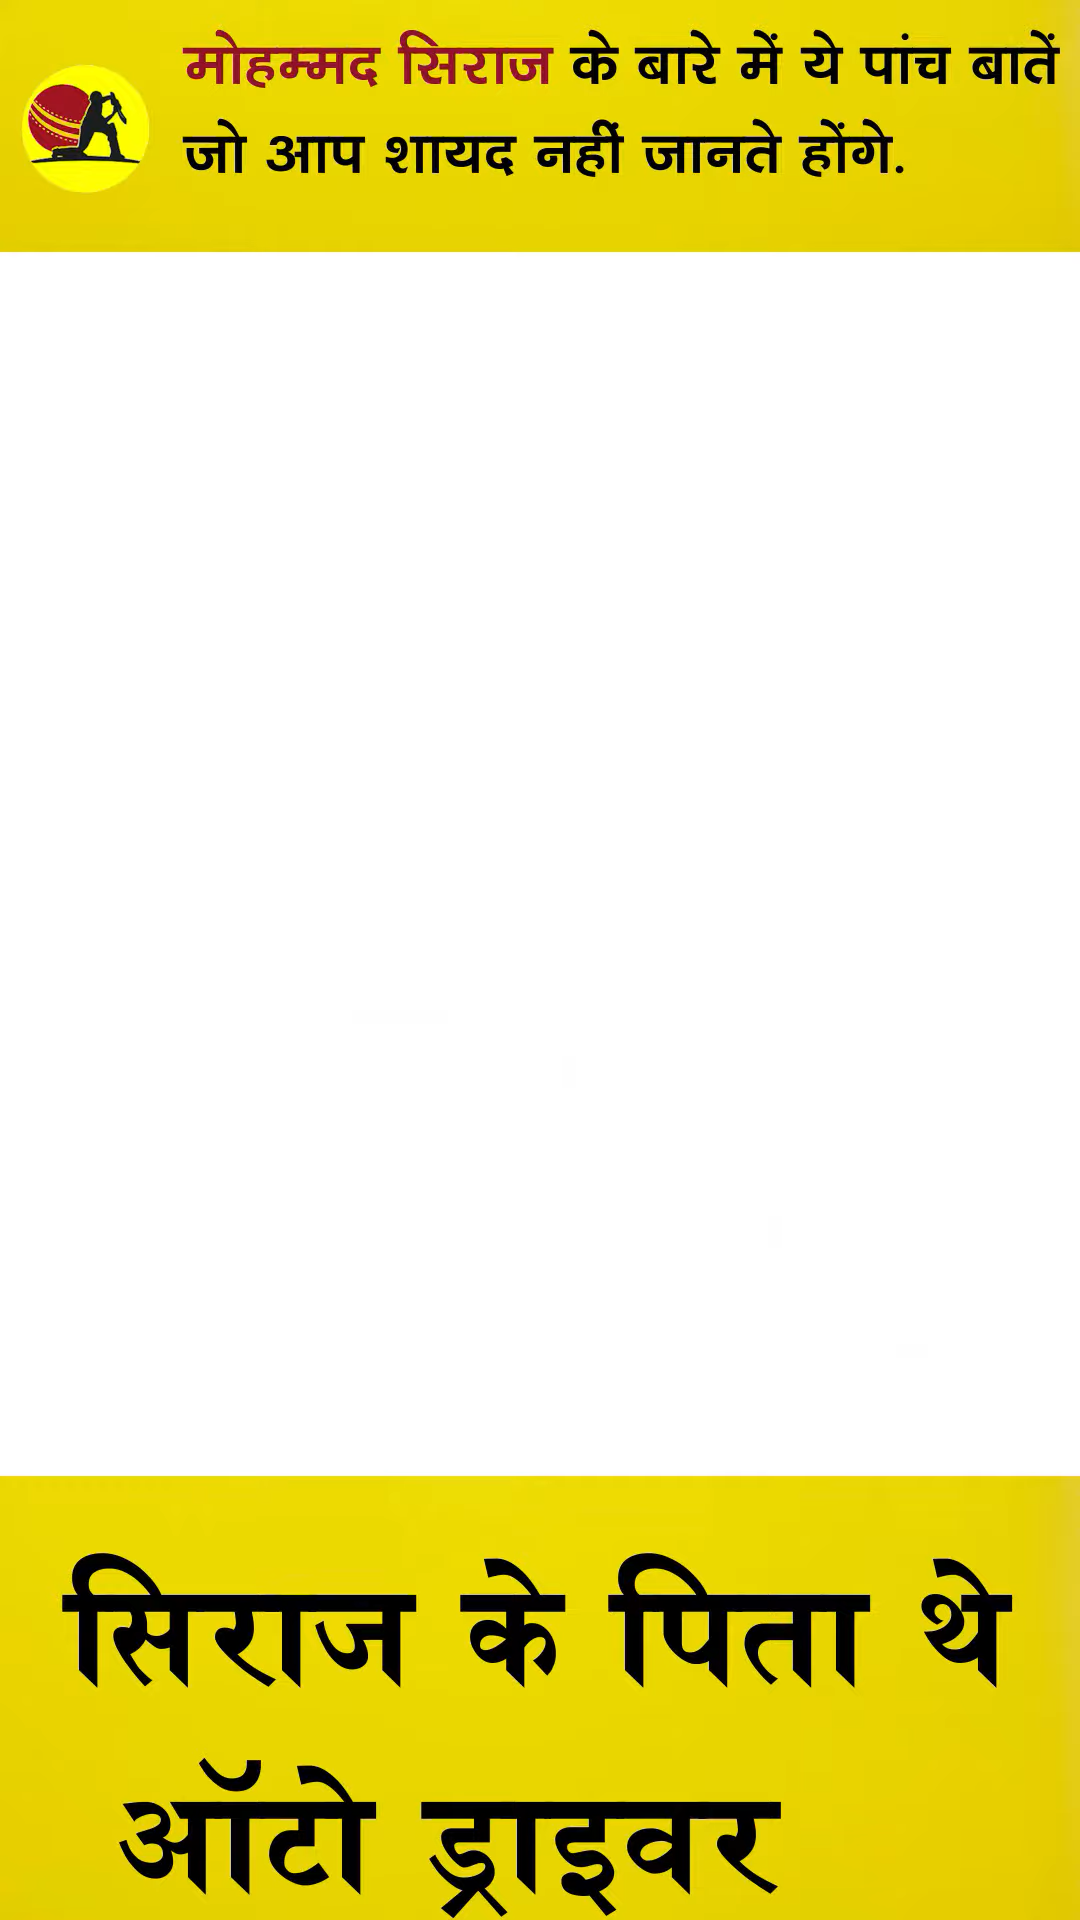 मोहम्मद सिराज के बारे में ये पांच बातें
जो आप शायद नहीं जानते होंगे.
सिराज के पिता थे
ऑटो ड्राइवर